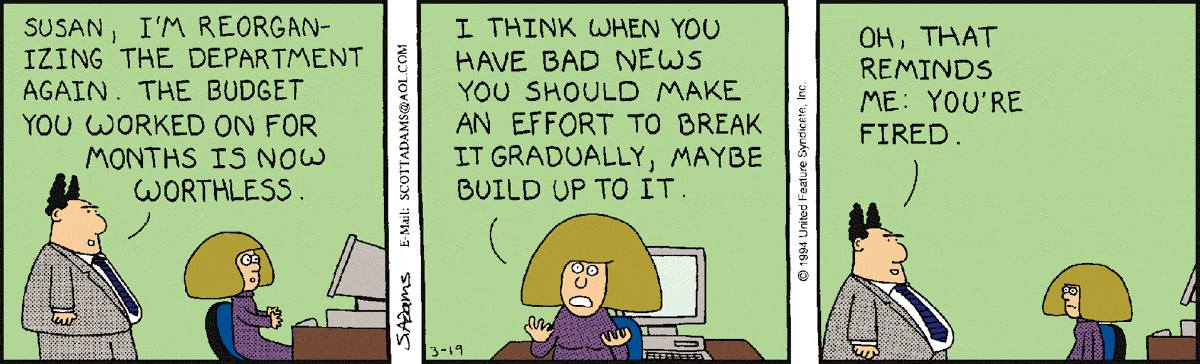 SUSAN, I'M REORGAN-
IZING THE DEPARTMENT
AGAIN. THE BUDGET
YOU WORKED ON FOR
MONTHS IS NOW
WORTHLESS.
E-Mail: SCOTTADAMS@AOL.COM
S.Adams
I THINK WHEN YOU
HAVE BAD NEWS
YOU SHOULD MAKE
AN EFFORT TO BREAK
IT GRADUALLY, MAYBE
BUILD UP TO IT.
3-19
© 1994 United Feature Syndicate, Inc.
OH, THAT
REMINDS
ME: YOU'RE
FIRED.